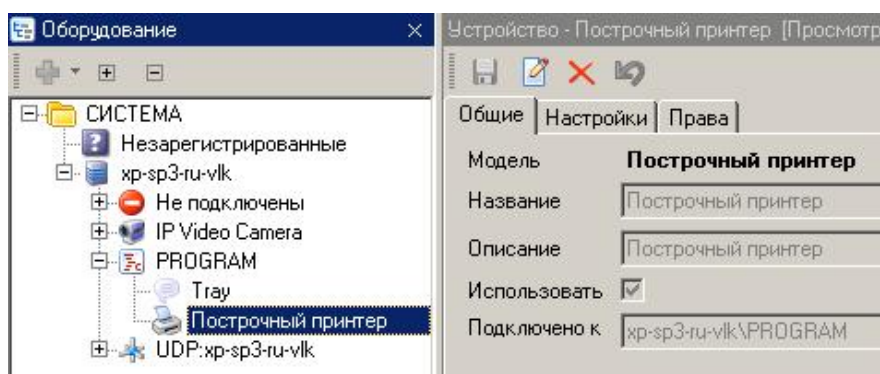 Оборудование
СИСТЕМА
Незарегистрированные
xp-sp3-ru-vlk
Не подключены
IP Video Camera
PROGRAM
Tray
Построчный принтер
UDP:xp-sp3-ru-vlk
Устройство - Построчный принтер [Просмотр
Общие Настройки Права
Модель Построчный принтер
Название Построчный принтер
Описание Построчный принтер
Использовать
Подключено к xp-sp3-ru-vlk\PROGRAM